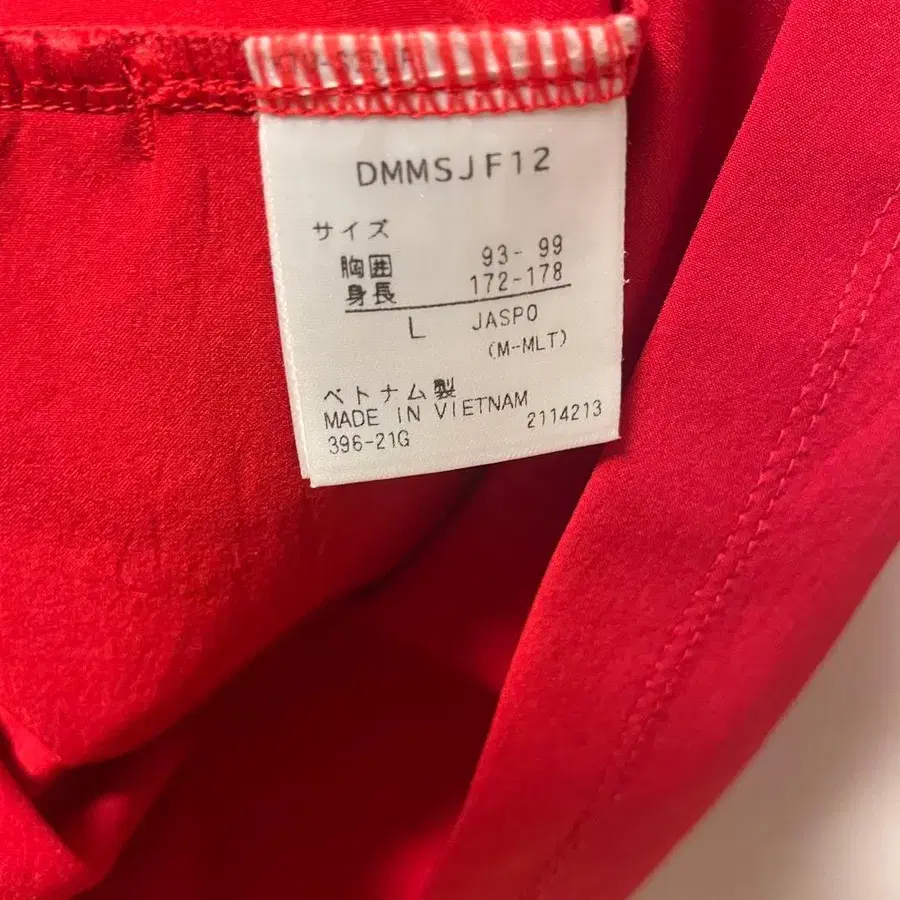 DMMSJF12
サイズ
胸囲 93-99
身長 172-178
L JASPO
(M-MLT)
ベトナム製
MADE IN VIETNAM
396-21G 2114213